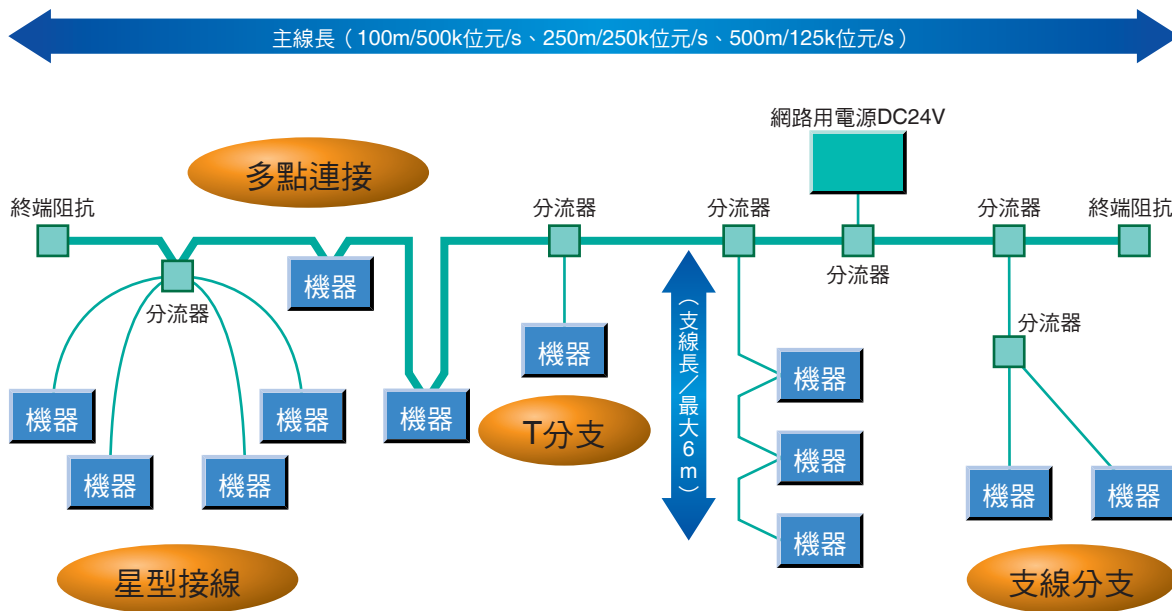 主線長（100m/500k位元/s、250m/250k位元/s、500m/125k位元/s）
網路用電源DC24V
多點連接
終端阻抗
分流器
分流器
分流器
終端阻抗
分流器
機器
分流器
分流器
機器
機器
（支線長／最大6m）
機器
機器
機器
機器
T分支
機器
機器
機器
機器
機器
機器
星型接線
支線分支